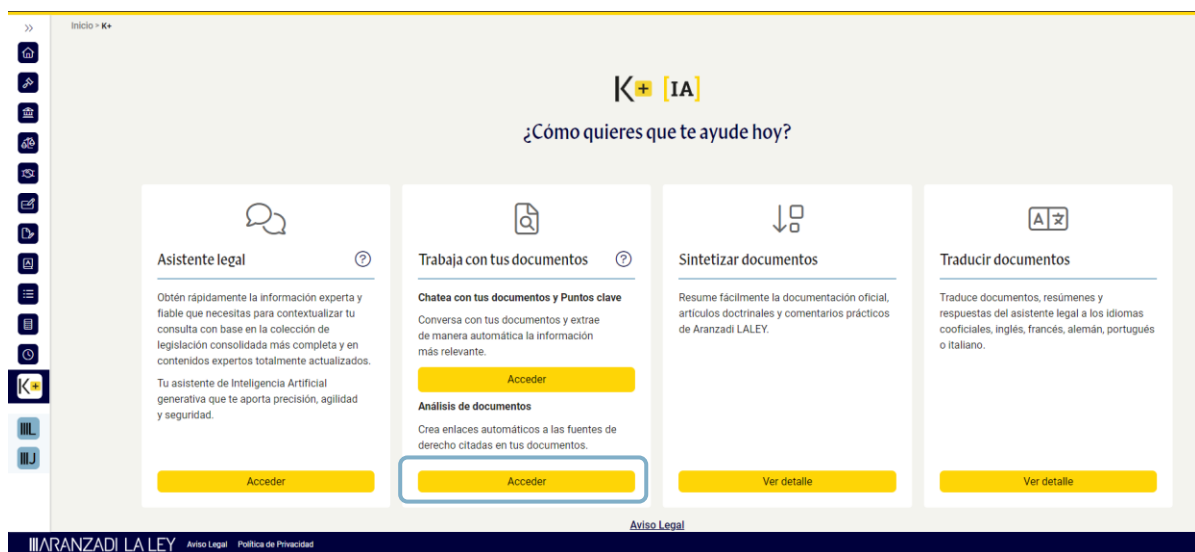 Inicio > K+
K+ [IA]
¿Cómo quieres que te ayude hoy?
Asistente legal
?
Obtén rápidamente la información experta y
fiable que necesitas para contextualizar tu
consulta con base en la colección de
legislación consolidada más completa y en
contenidos expertos totalmente actualizados.
Tu asistente de Inteligencia Artificial
generativa que te aporta precisión, agilidad
y seguridad.
Acceder
Trabaja con tus documentos
?
Chatea con tus documentos y Puntos clave
Conversa con tus documentos y extrae
de manera automática la información
más relevante.
Acceder
Análisis de documentos
Crea enlaces automáticos a las fuentes de
derecho citadas en tus documentos.
Acceder
Sintetizar documentos
Resume fácilmente la documentación oficial,
artículos doctrinales y comentarios prácticos
de Aranzadi LALEY.
Ver detalle
Traducir documentos
Traduce documentos, resúmenes y
respuestas del asistente legal a los idiomas
cooficiales, inglés, francés, alemán, portugués
o italiano.
Ver detalle
K+
L
J
Aviso Legal
ARANZADI LA LEY Aviso Legal Política de Privacidad